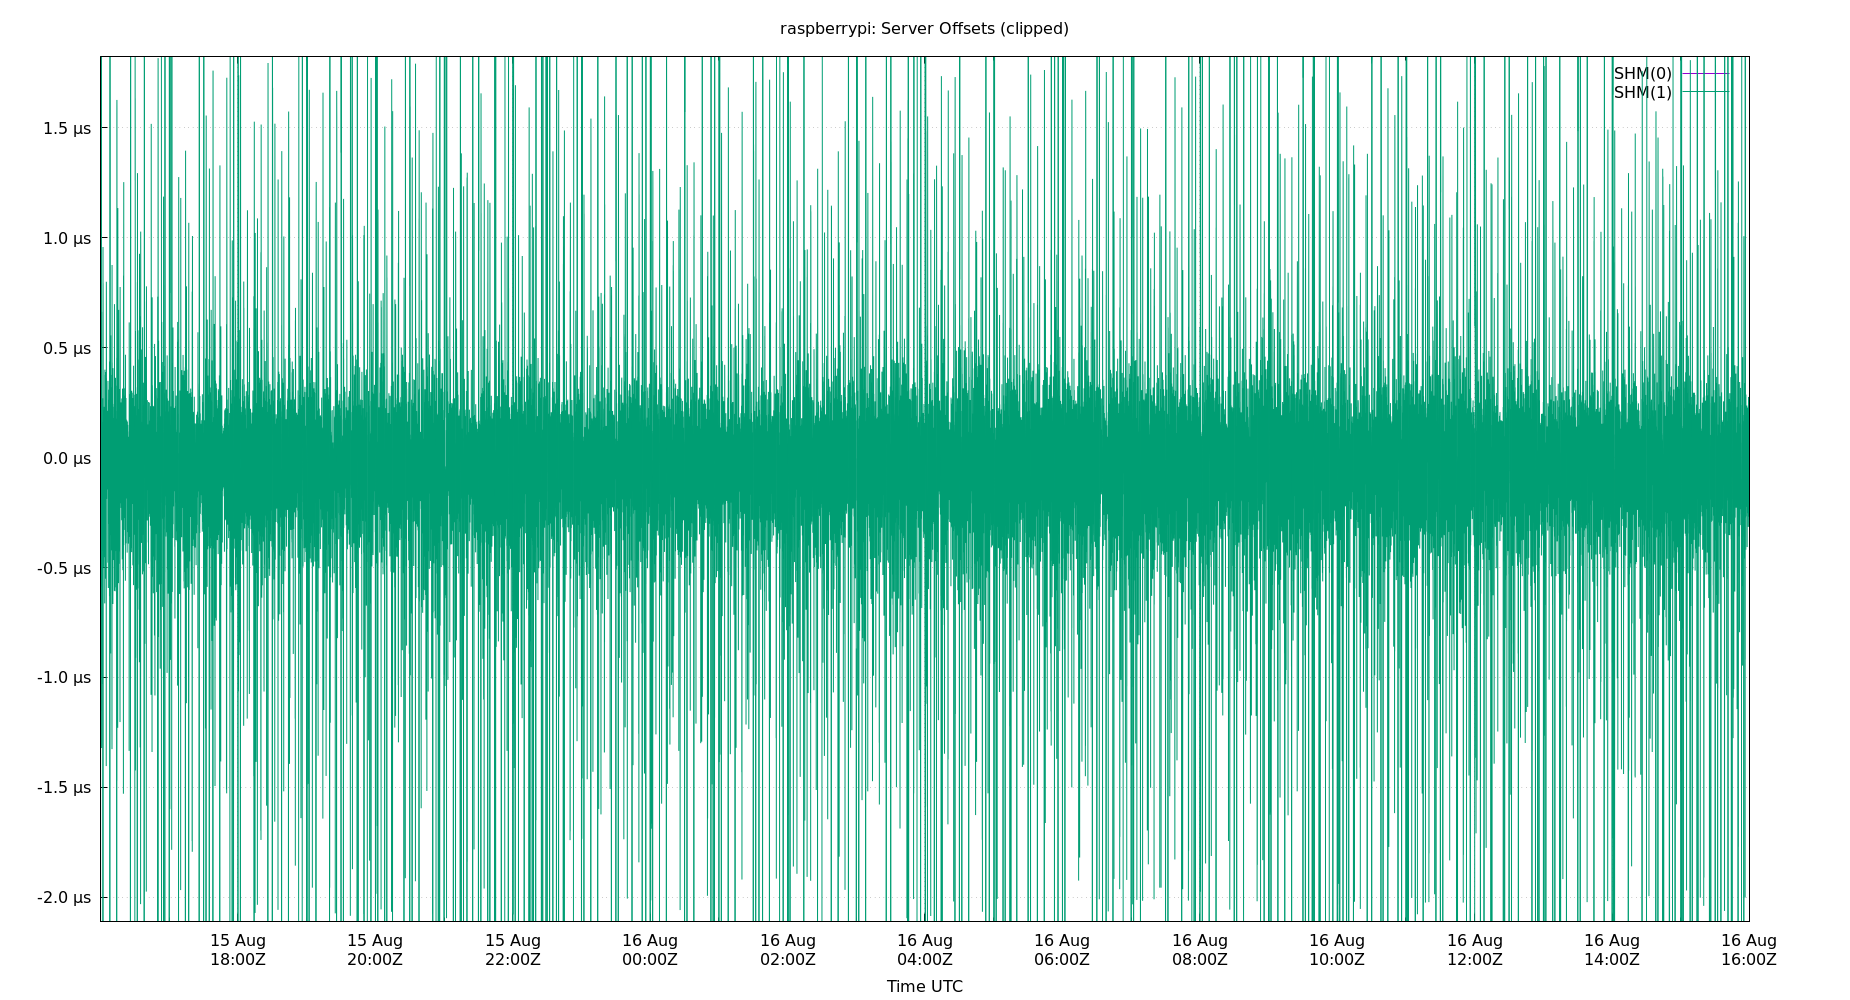 raspberrypi: Server Offsets (clipped)
SHM(0)
SHM(1)
1.5 µs
1.0 µs
0.5 µs
0.0 µs
-0.5 µs
-1.0 µs
-1.5 µs
-2.0 µs
15 Aug 15 Aug 15 Aug 16 Aug 16 Aug 16 Aug 16 Aug 16 Aug 16 Aug 16 Aug 16 Aug 16 Aug
18:00Z 20:00Z 22:00Z 00:00Z 02:00Z 04:00Z 06:00Z 08:00Z 10:00Z 12:00Z 14:00Z 16:00Z
Time UTC